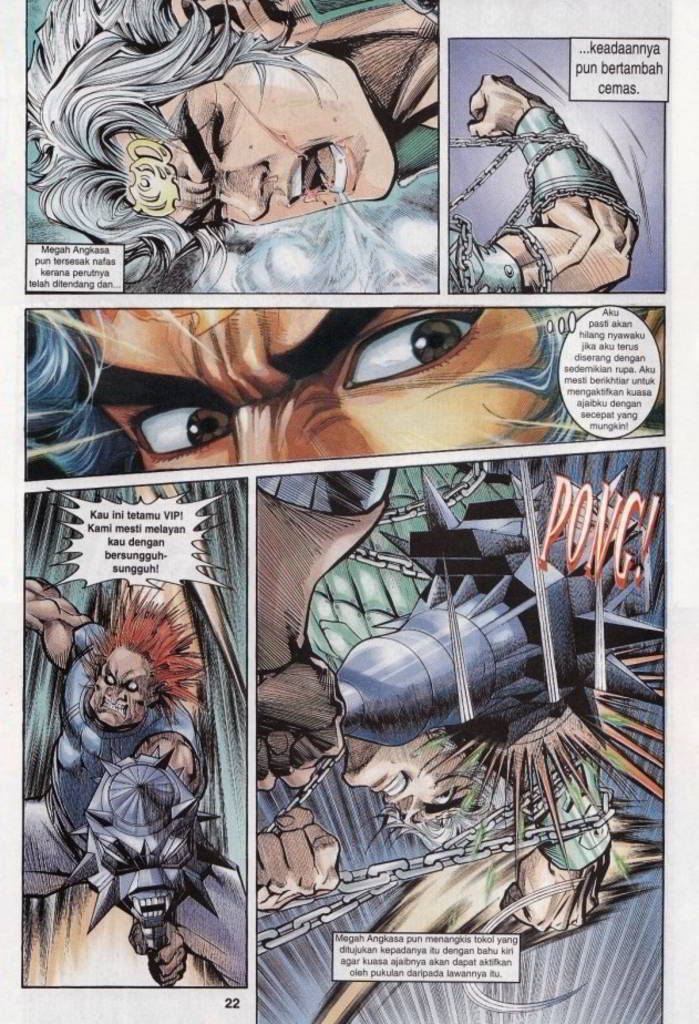 Megah Angkasa
pun tersesak nafas
kerana perutnya
telah ditendang dan...
...keadaannya
pun bertambah
cemas.
Aku
pasti akan
hilang nyawaku
jika aku terus
diserang dengan
sedemikian rupa. Aku
mesti berikhtiar untuk
mengaktifkan kuasa
ajaibku dengan
secepat yang
mungkin!
Kau ini tetamu VIP!
Kami mesti melayan
kau dengan
bersungguh-
sungguh!
PONG!
Megah Angkasa pun menangkis tokol yang
ditujukan kepadanya itu dengan bahu kiri
agar kuasa ajaibnya akan dapat aktifkan
oleh pukulan daripada lawannya itu.
22